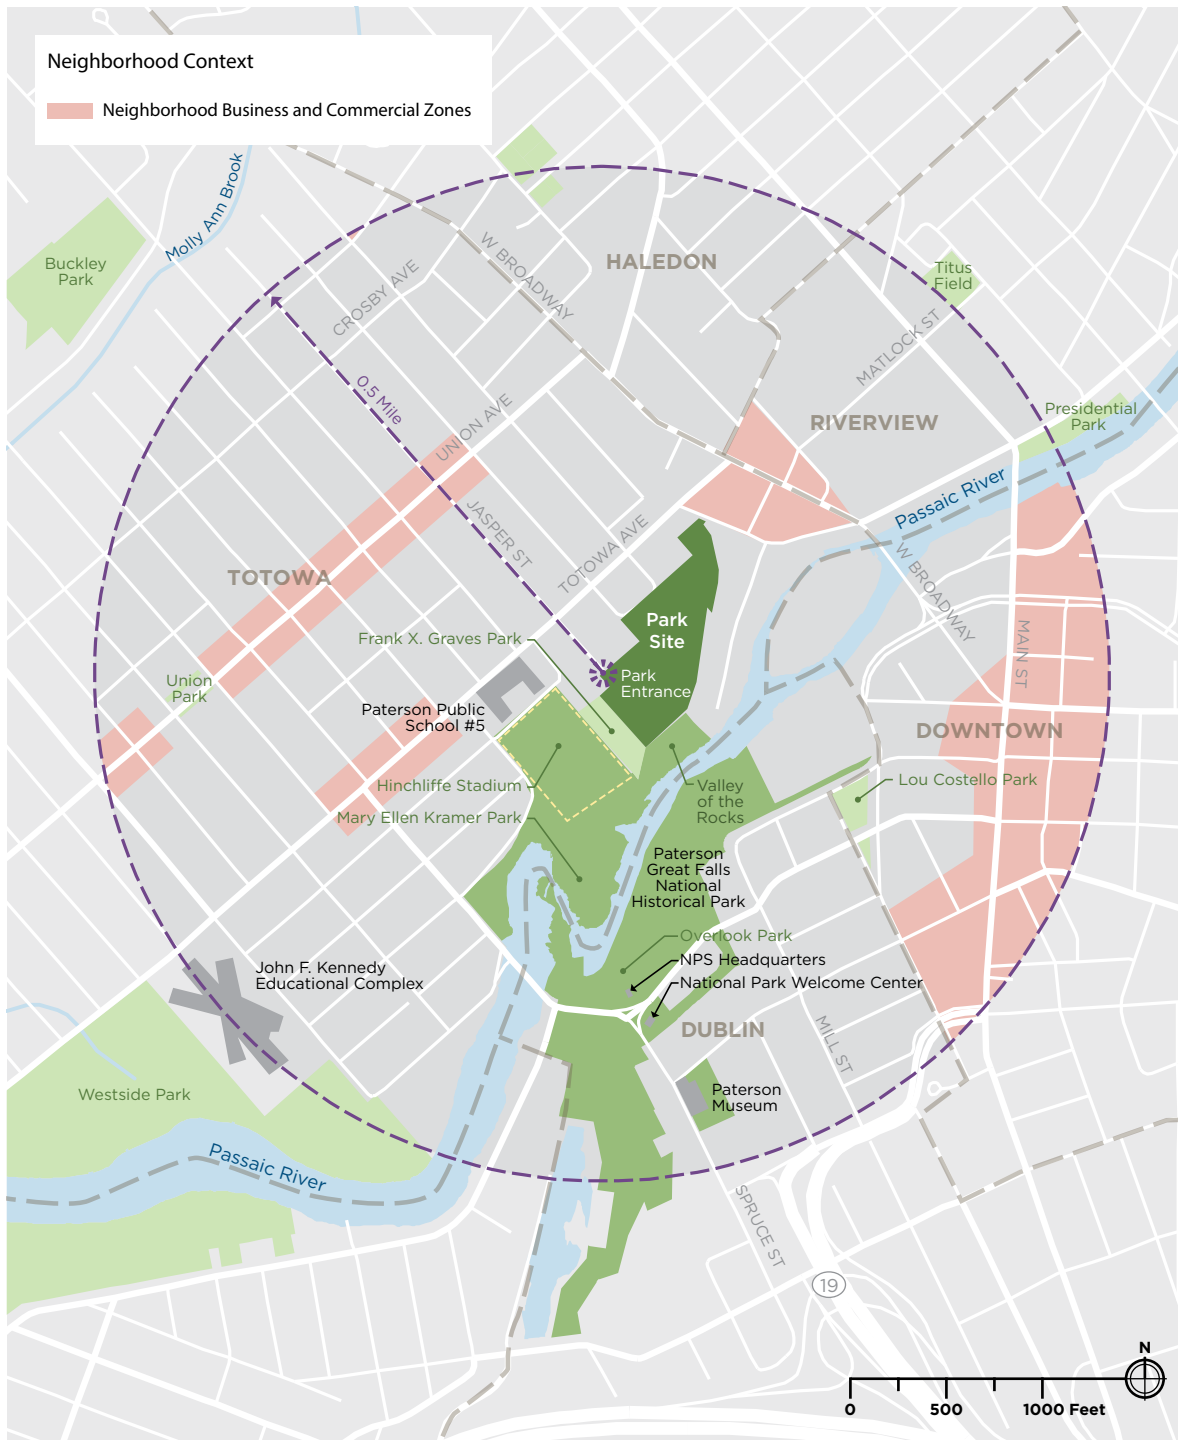 Neighborhood Context
Neighborhood Business and Commercial Zones
Molly Ann Brook
Buckley
Park
CROSBY AVE
W BROADWAY
HALEDON
Titus
Field
MATLOCK ST
0.5 Mile
UNION AVE
RIVERVIEW
Presidential
Park
Passaic River
JASPER ST
TOTOWA AVE
W BROADWAY
TOTOWA
Park
Site
Frank X. Graves Park
MAIN ST
Union
Park
Park
Entrance
Paterson Public
School #5
DOWNTOWN
Hinchliffe Stadium
Valley
of the
Rocks
Lou Costello Park
Mary Ellen Kramer Park
Paterson
Great Falls
National
Historical Park
Overlook Park
NPS Headquarters
John F. Kennedy
Educational Complex
National Park Welcome Center
DUBLIN
MILL ST
Westside Park
Paterson
Museum
Passaic River
SPRUCE ST
19
N
0 500 1000 Feet